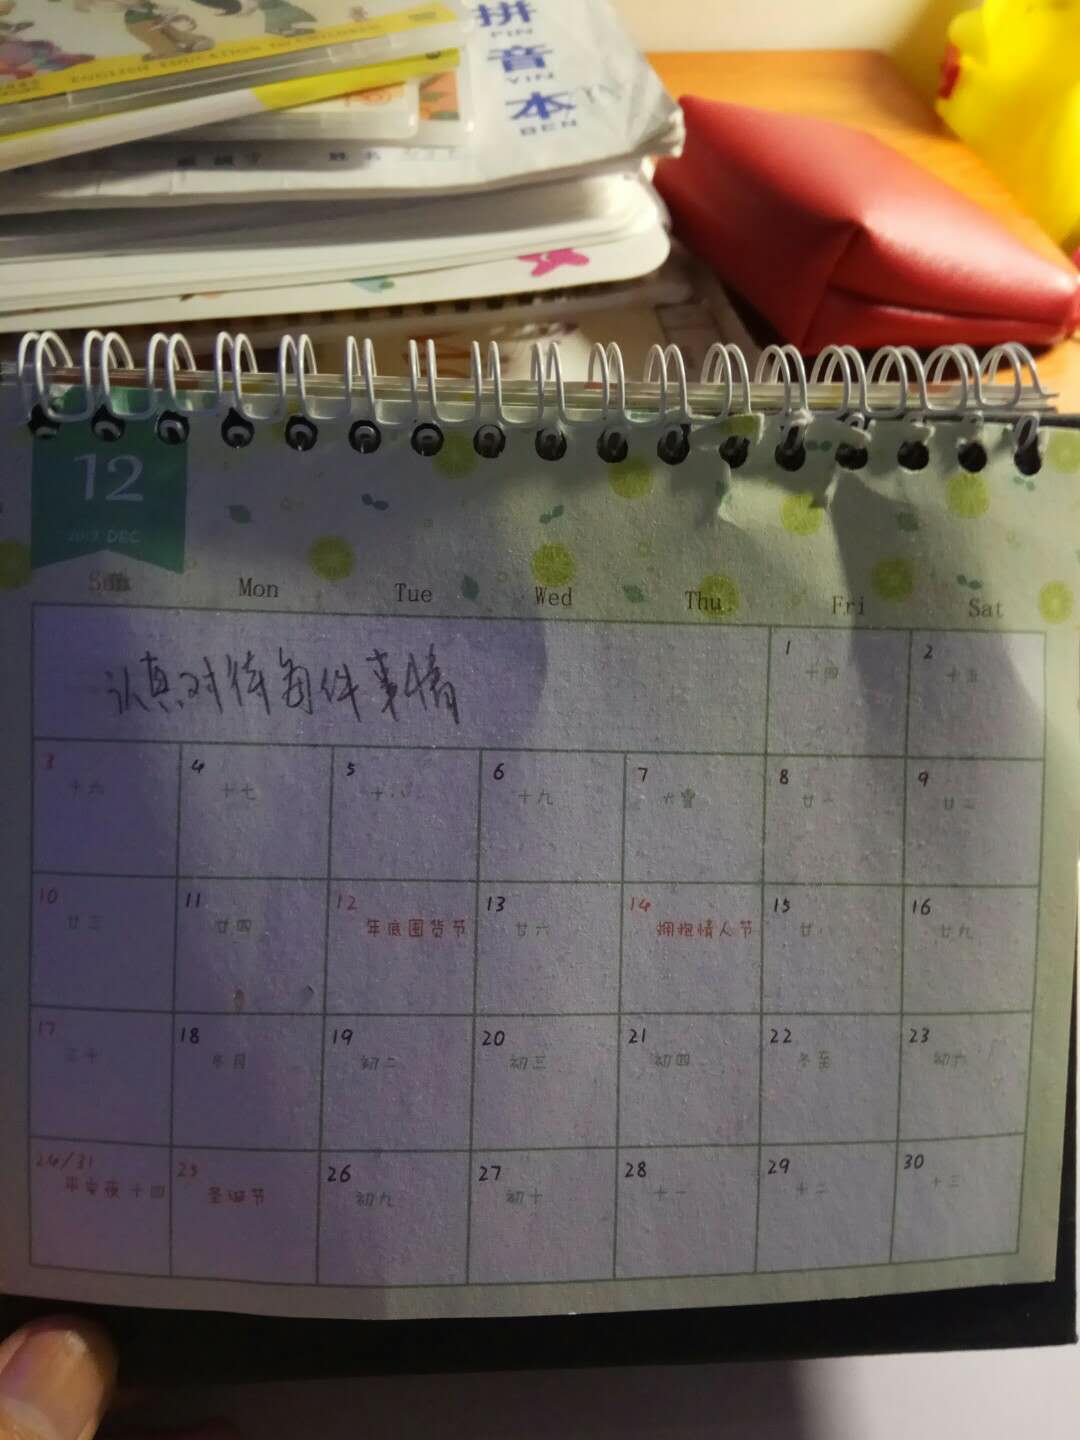 拼
PIN
音
YIN
本
BEN
ENGLISH EDUCATION
姓名
12
2017 DEC
Sun Mon Tue Wed Thu Fri Sat
认真对待每件事情
1 2
十四 十五
3 4 5 6 7 8 9
十六 十七 十八 十九 大雪 廿一 廿二
10 11 12 13 14 15 16
廿三 廿四 年底囤货节 廿六 拥抱情人节 廿八 廿九
17 18 19 20 21 22 23
三十 冬月 初二 初三 初四 冬至 初六
24/31 25 26 27 28 29 30
平安夜 十四 圣诞节 初九 初十 十一 十二 十三